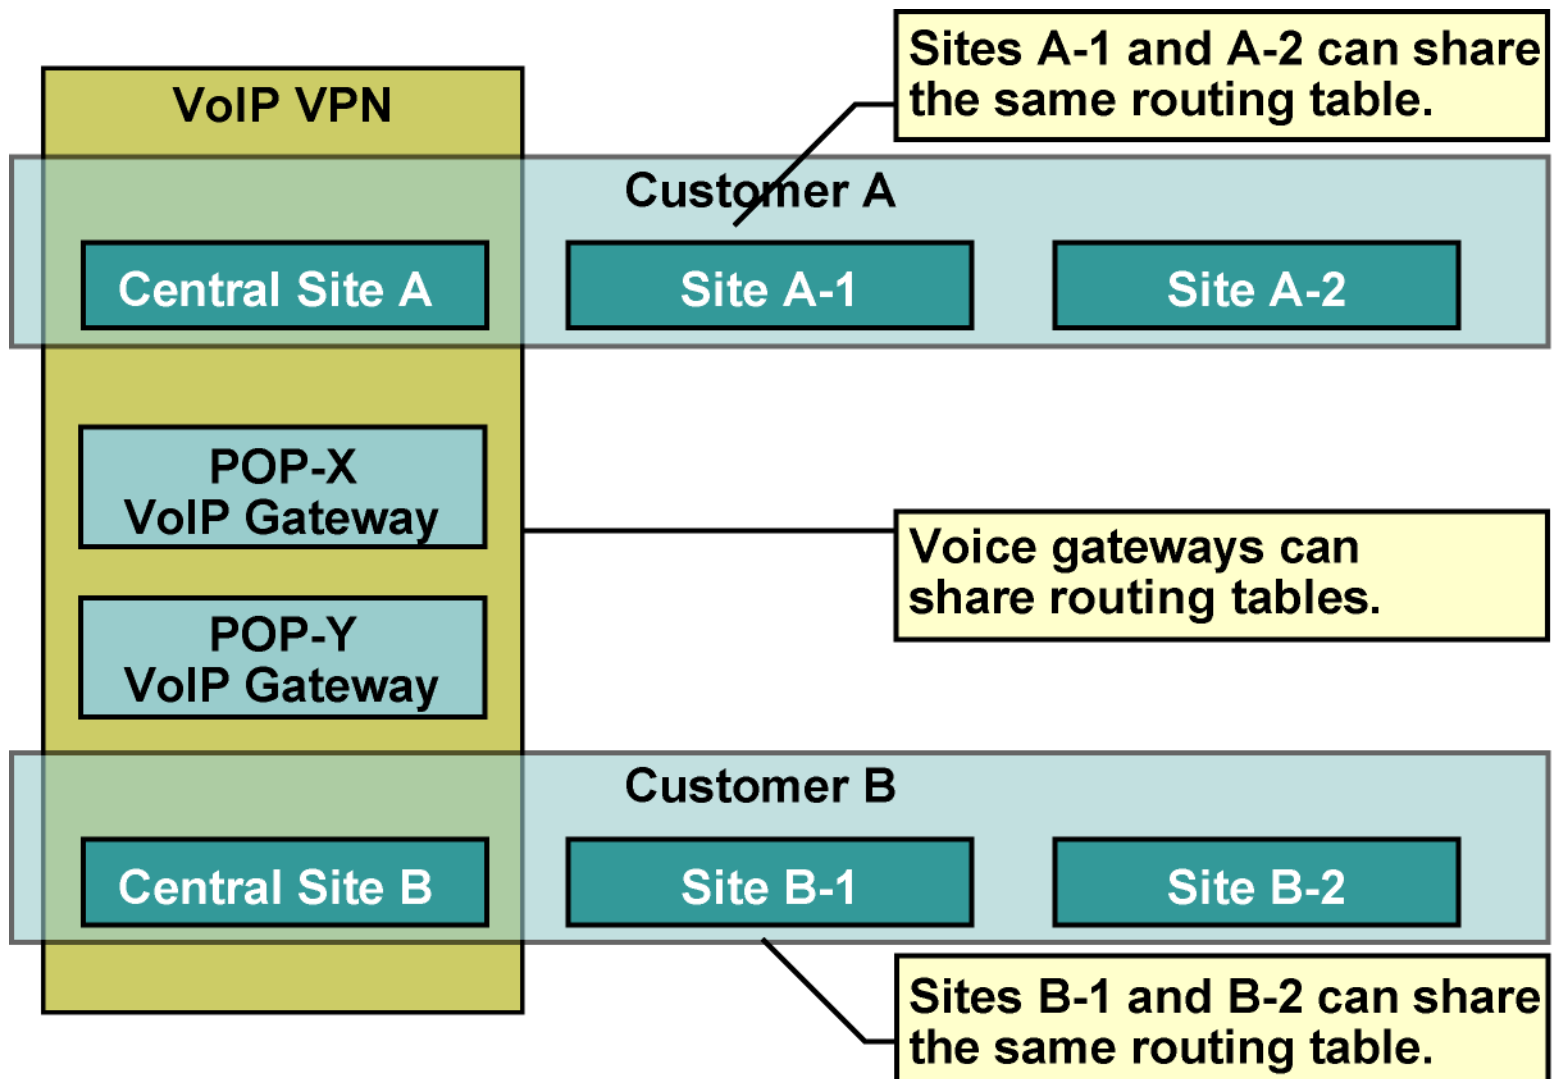 Sites A-1 and A-2 can share
the same routing table.
VoIP VPN
Customer A
Central Site A
Site A-1
Site A-2
POP-X
VoIP Gateway
Voice gateways can
share routing tables.
POP-Y
VoIP Gateway
Customer B
Central Site B
Site B-1
Site B-2
Sites B-1 and B-2 can share
the same routing table.